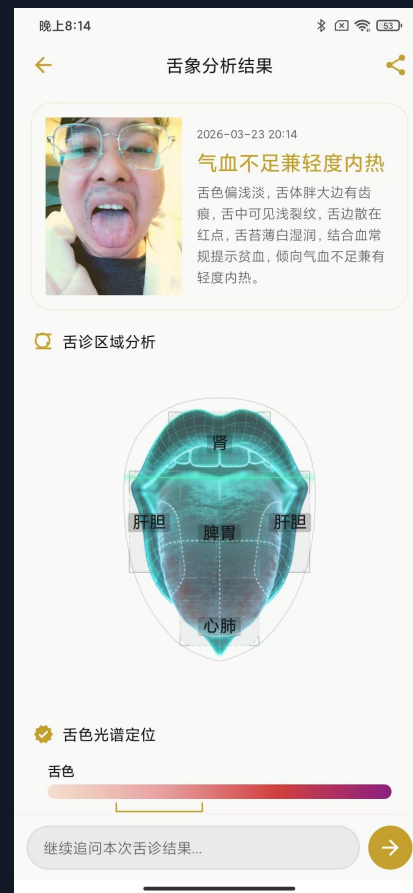 晚上8:14
53
舌象分析结果
2026-03-23 20:14
气血不足兼轻度内热
舌色偏浅淡，舌体胖大边有齿
痕，舌中可见浅裂纹，舌边散在
红点，舌苔薄白湿润，结合血常
规提示贫血，倾向气血不足兼有
轻度内热。
舌诊区域分析
肾
肝胆
脾胃
肝胆
心肺
舌色光谱定位
舌色
继续追问本次舌诊结果...